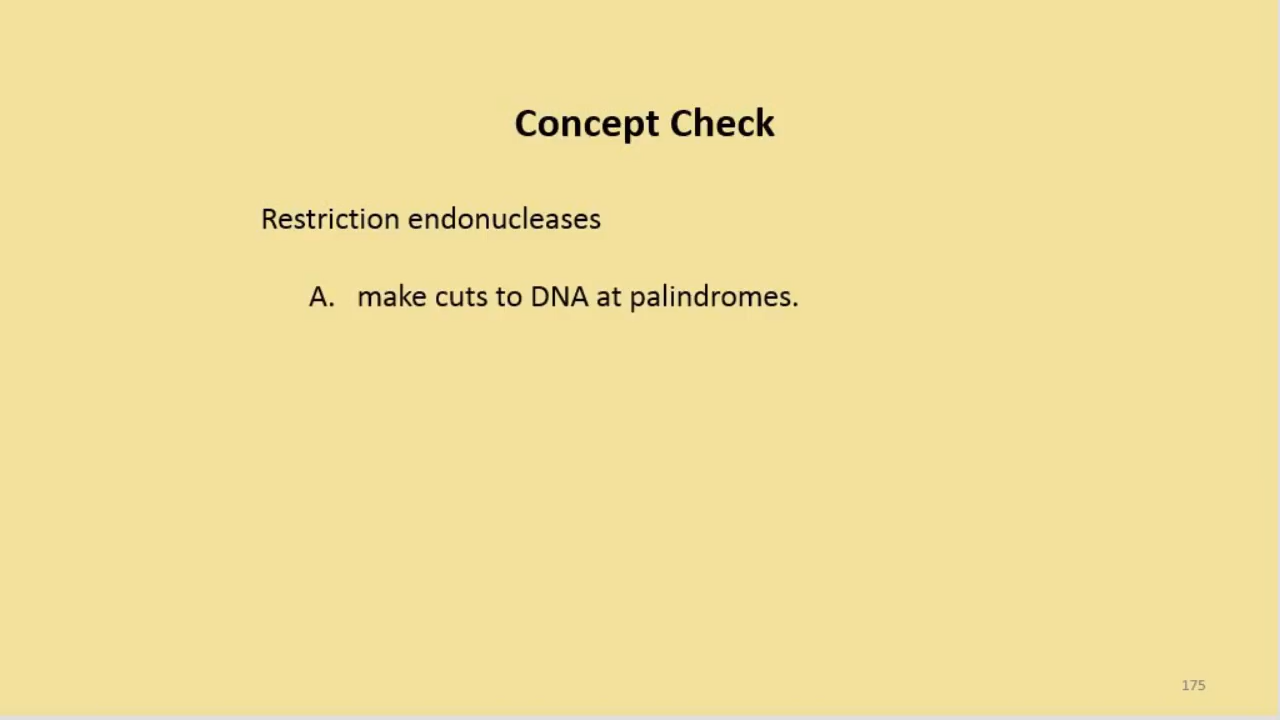 Concept Check
Restriction endonucleases
A. make cuts to DNA at palindromes.
175